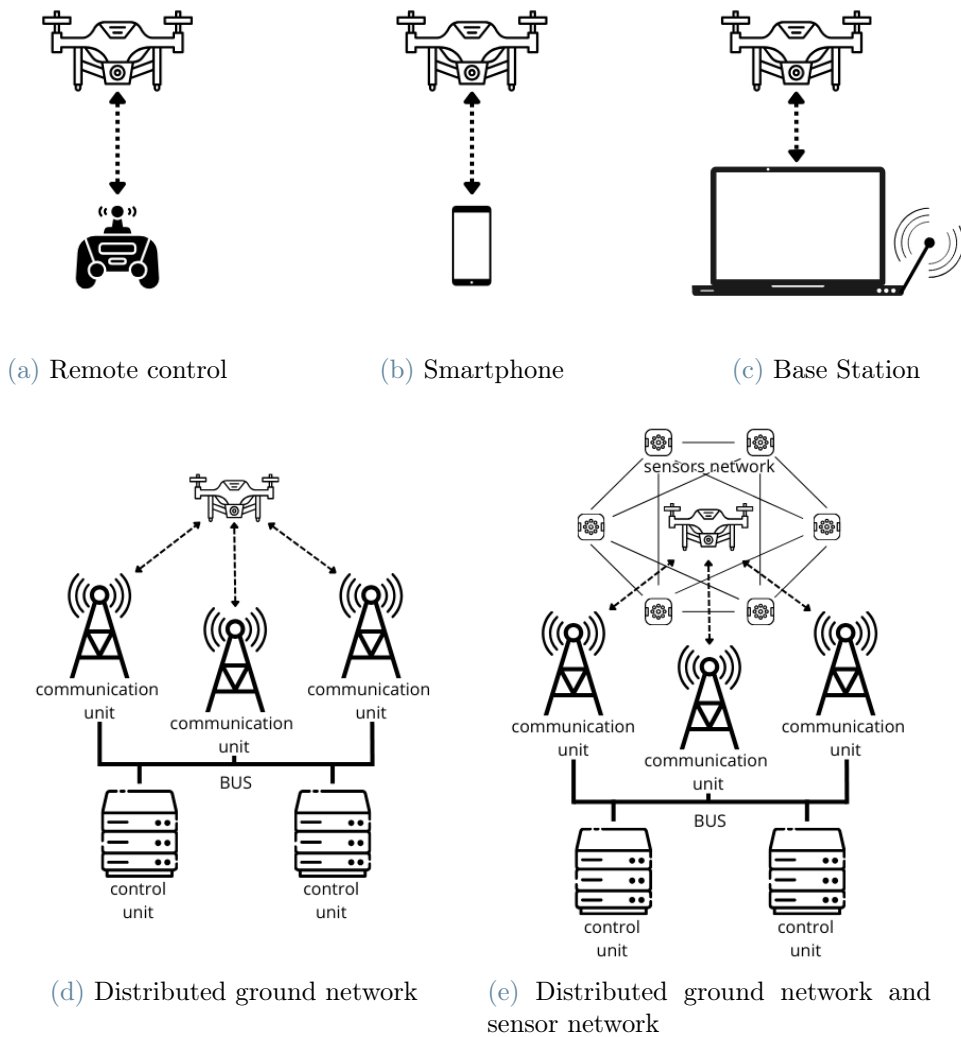 (a) Remote control
(b) Smartphone
(c) Base Station
communication
unit
communication
unit
communication
unit
BUS
control
unit
control
unit
(d) Distributed ground network
sensors network
communication
unit
communication
unit
communication
unit
BUS
control
unit
control
unit
(e) Distributed ground network and
sensor network